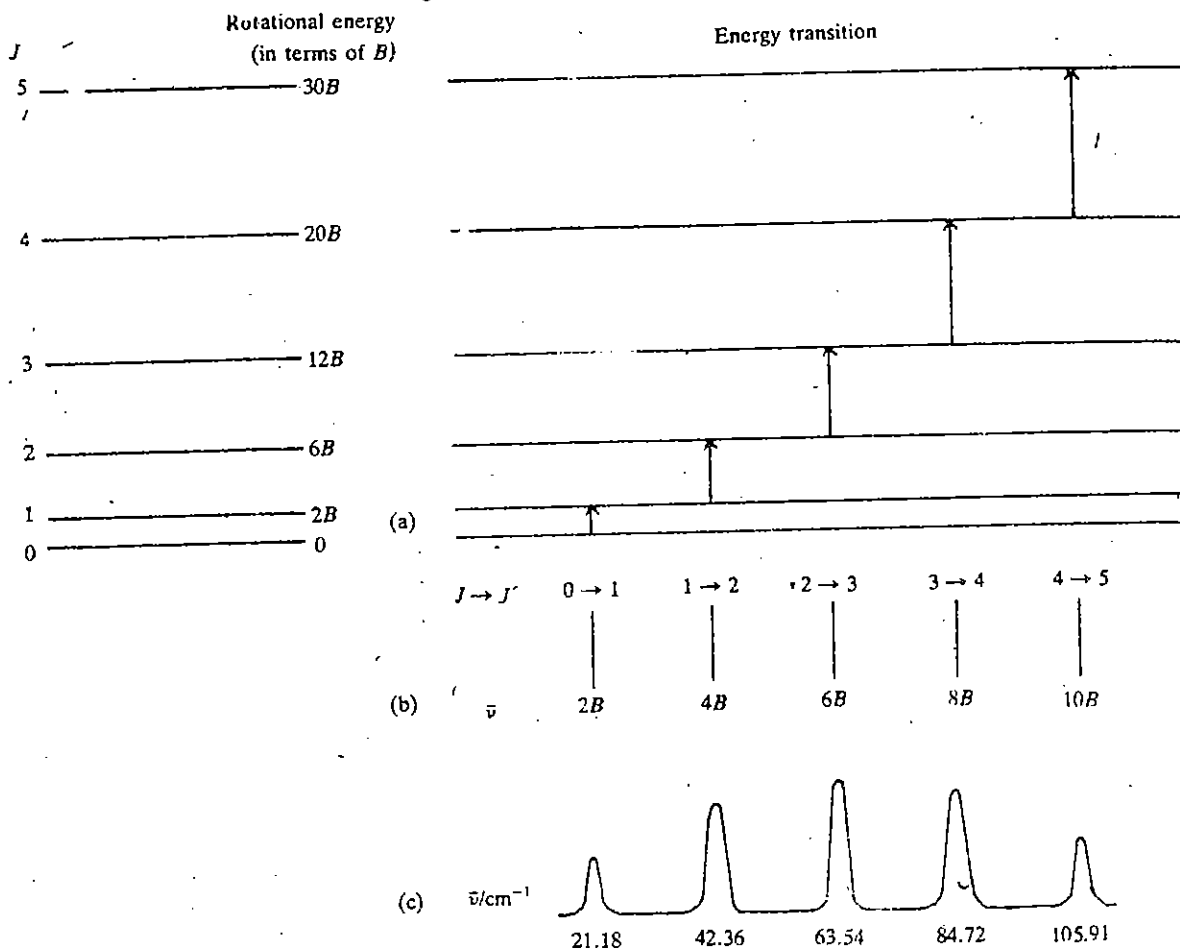 Rotational energy
J (in terms of B)
Energy transition
5 30B
4 20B
3 12B
2 6B
1 2B
0 0
(a)
J → J′ 0 → 1 1 → 2 2 → 3 3 → 4 4 → 5
(b) ν̄ 2B 4B 6B 8B 10B
(c) ῡ/cm⁻¹
21.18 42.36 63.54 84.72 105.91